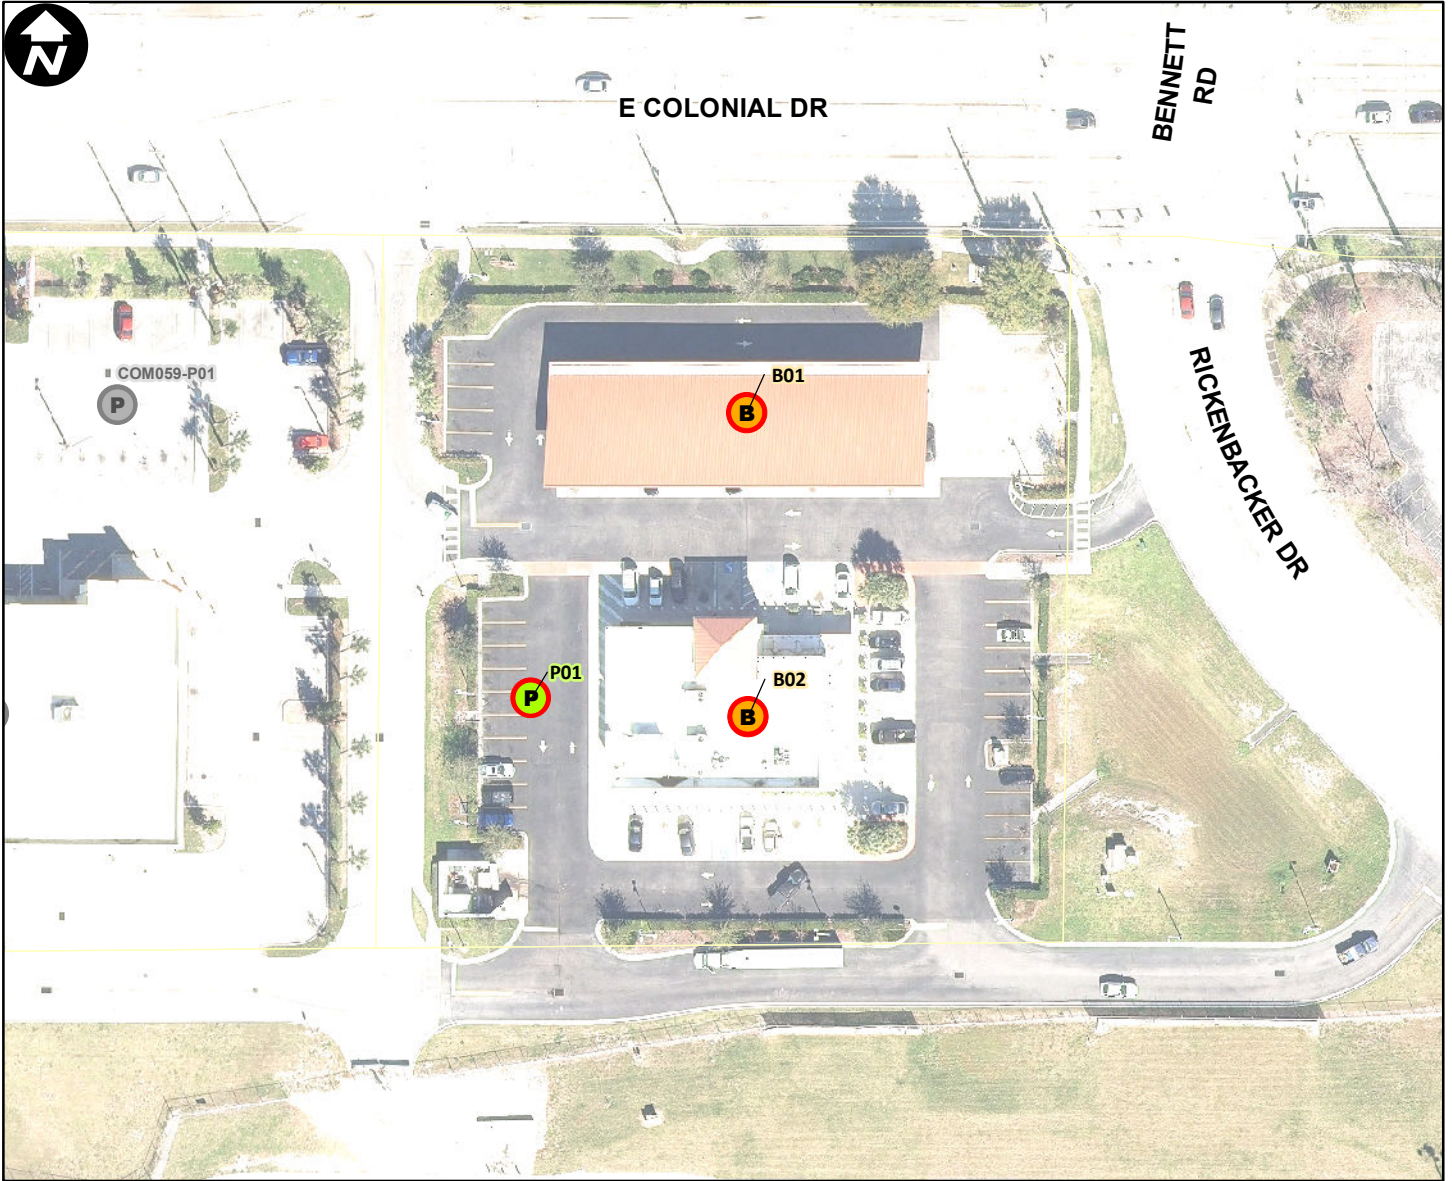 N
E COLONIAL DR
BENNETT
RD
COM059-P01
P
B01
B
RICKENBACKER DR
P01
P
B02
B